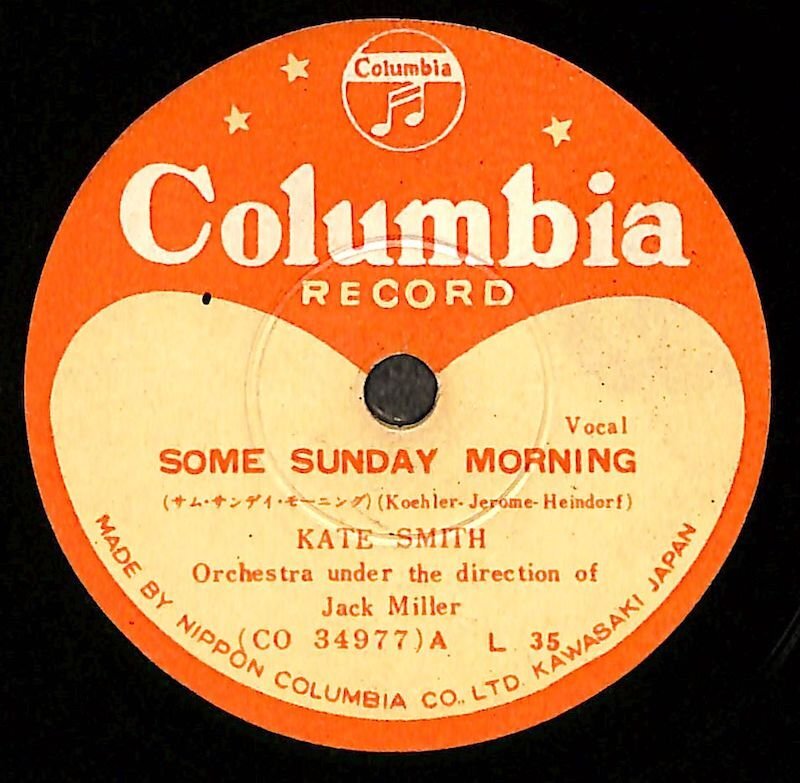 Columbia
Columbia
RECORD
Vocal
SOME SUNDAY MORNING
(サム・サンデイ・モーニング) (Koehler-Jerome-Heindorf)
KATE SMITH
Orchestra under the direction of
Jack Miller
(CO 34977)A L 35
MADE BY NIPPON COLUMBIA CO., LTD. KAWASAKI JAPAN